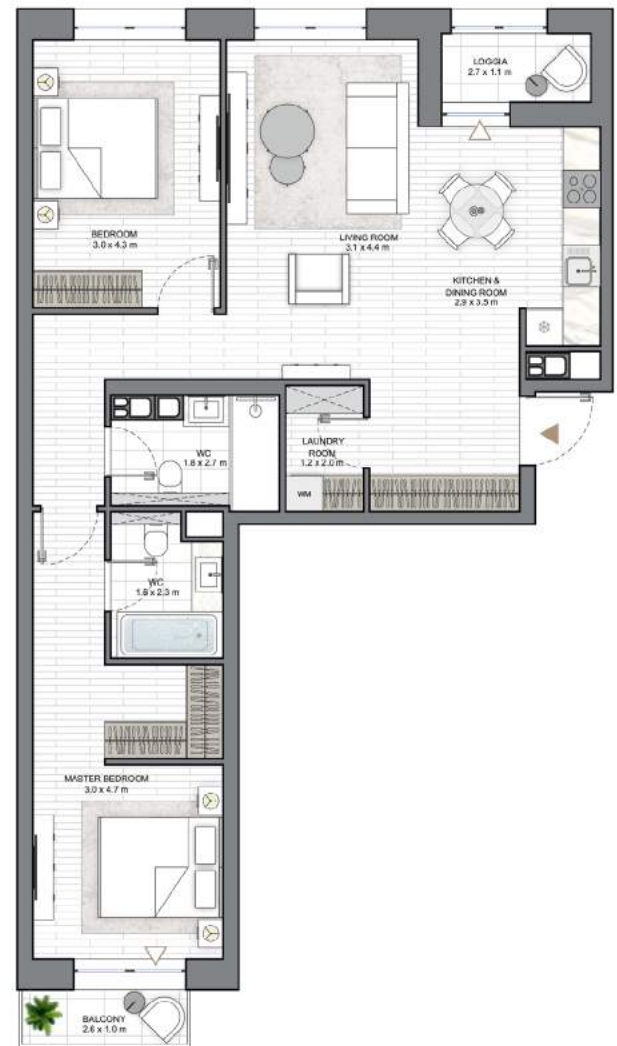 LOGGIA
2.7 x 1.1 m
BEDROOM
3.0 x 4.3 m
LIVING ROOM
3.1 x 4.4 m
KITCHEN &
DINING ROOM
2.9 x 3.5 m
WC
1.8 x 2.7 m
LAUNDRY
ROOM
1.2 x 2.0 m
WM
WC
1.6 x 2.3 m
MASTER BEDROOM
3.0 x 4.7 m
BALCONY
2.6 x 1.0 m